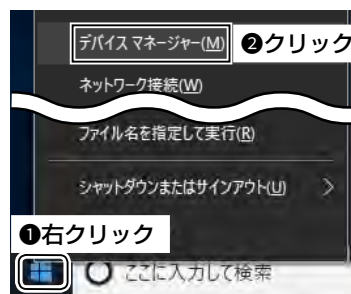 デバイス マネージャー(M)
❷クリック
ネットワーク接続(W)
ファイル名を指定して実行(R)
シャットダウンまたはサインアウト(U) >
❶右クリック
ここに入力して検索